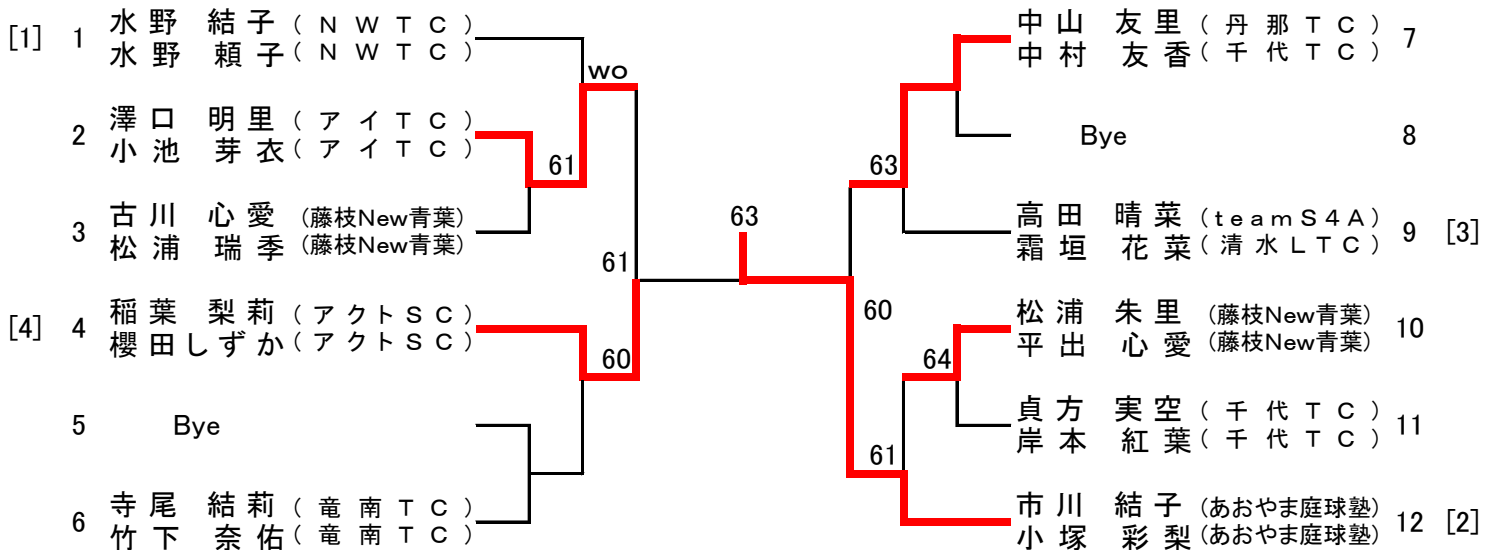 [1] 1 水野 結子 (NWTC)
水野 頼子 (NWTC)
wo
2 澤口 明里 (アイTC)
小池 芽衣 (アイTC)
61
3 古川 心愛 (藤枝New青葉)
松浦 瑞季 (藤枝New青葉)
61
[4] 4 稲葉 梨莉 (アクトSC)
櫻田しずか (アクトSC)
60
5 Bye
6 寺尾 結莉 (竜南TC)
竹下 奈佑 (竜南TC)
63
中山 友里 (丹那TC) 7
中村 友香 (千代TC)
Bye 8
63
高田 晴菜 (teamS4A) 9 [3]
霜垣 花菜 (清水LTC)
60
松浦 朱里 (藤枝New青葉) 10
平出 心愛 (藤枝New青葉)
64
貞方 実空 (千代TC) 11
岸本 紅葉 (千代TC)
61
市川 結子 (あおやま庭球塾) 12 [2]
小塚 彩梨 (あおやま庭球塾)